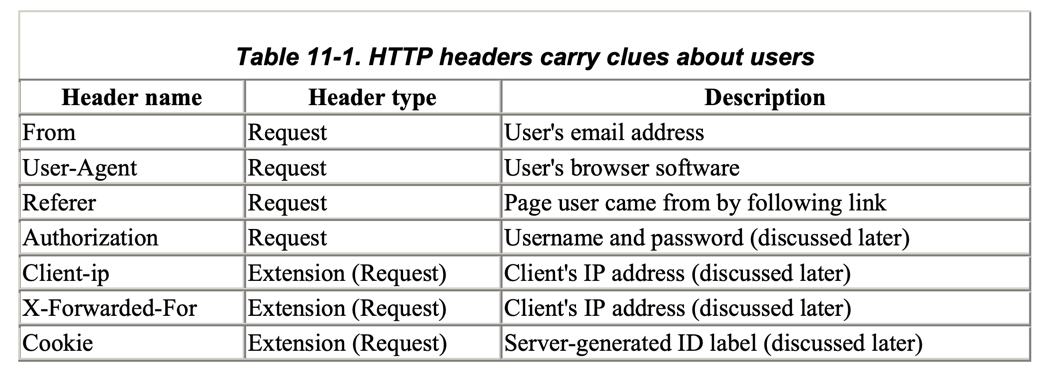 Table 11-1. HTTP headers carry clues about users
Header name Header type Description
From Request User's email address
User-Agent Request User's browser software
Referer Request Page user came from by following link
Authorization Request Username and password (discussed later)
Client-ip Extension (Request) Client's IP address (discussed later)
X-Forwarded-For Extension (Request) Client's IP address (discussed later)
Cookie Extension (Request) Server-generated ID label (discussed later)